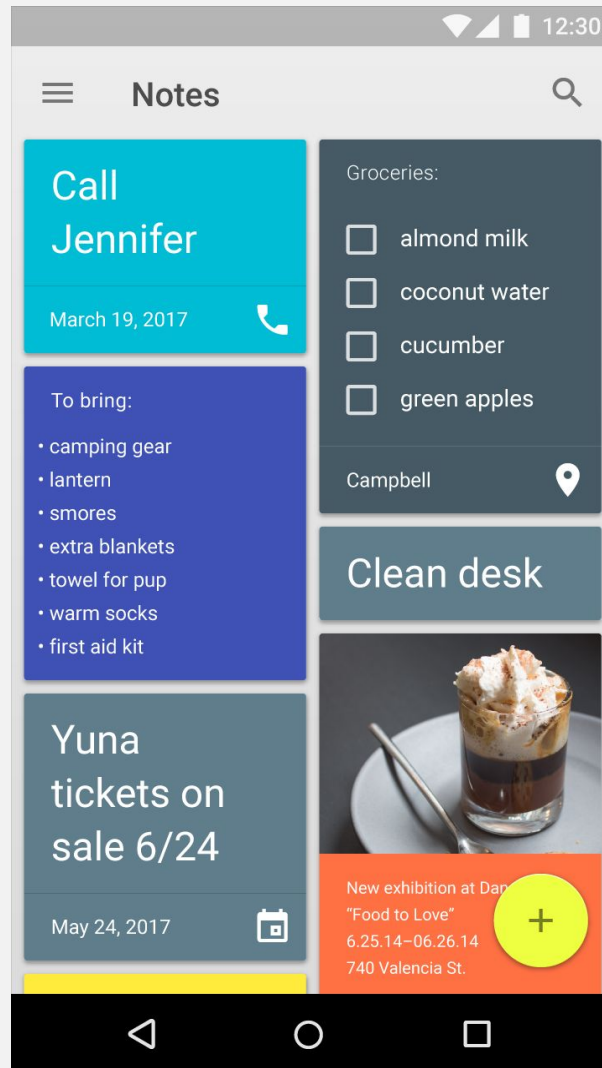 12:30
Notes
Call
Jennifer
March 19, 2017
To bring:
• camping gear
• lantern
• smores
• extra blankets
• towel for pup
• warm socks
• first aid kit
Yuna
tickets on
sale 6/24
May 24, 2017
Groceries:
almond milk
coconut water
cucumber
green apples
Campbell
Clean desk
New exhibition at
“Food to Love”
6.25.14–06.26.14
740 Valencia St.